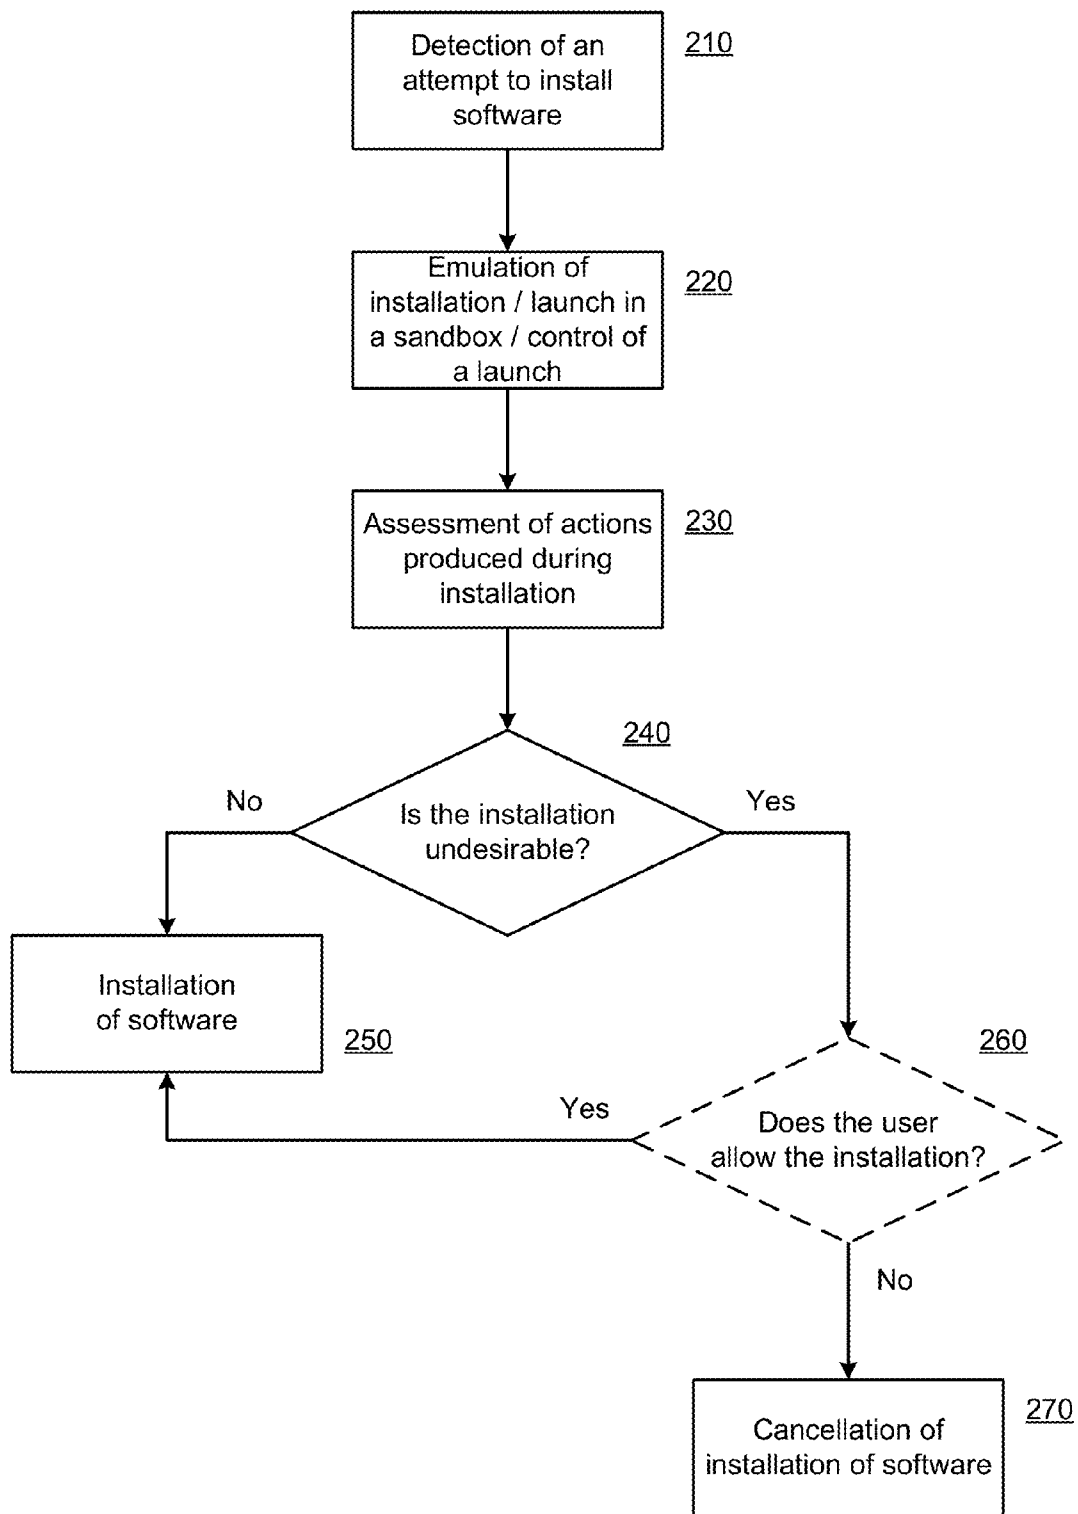 Detection of an
attempt to install
software
210
Emulation of
installation / launch in
a sandbox / control of
a launch
220
Assessment of actions
produced during
installation
230
240
No
Yes
Is the installation
undesirable?
Installation
of software
250
260
Yes
Does the user
allow the installation?
No
270
Cancellation of
installation of software